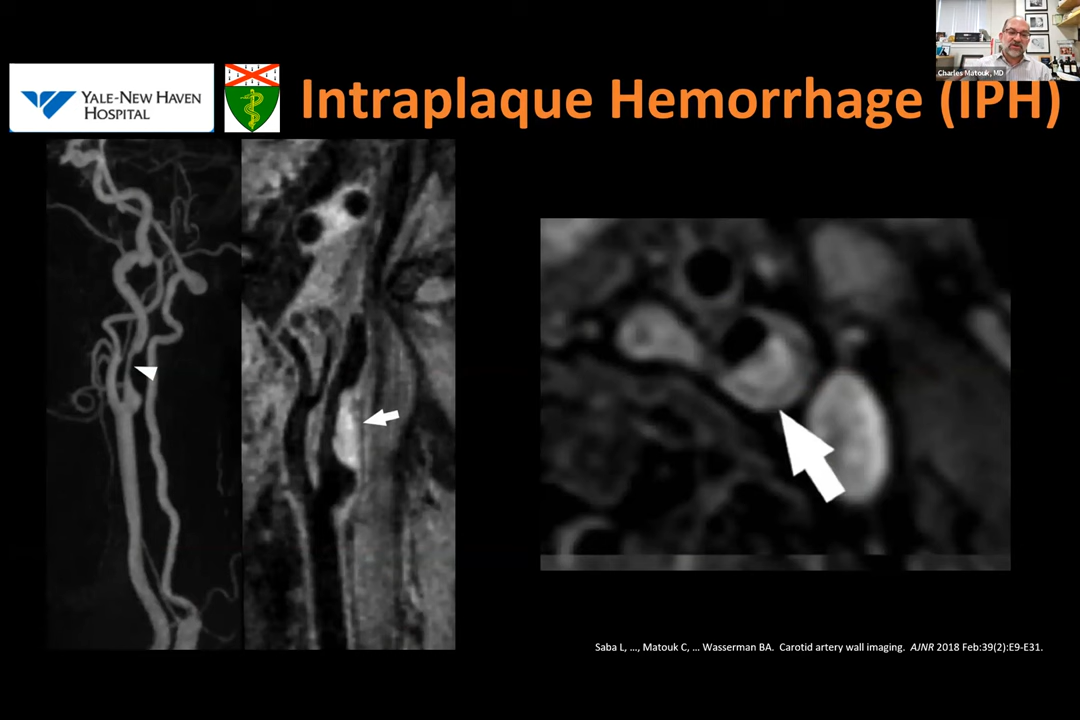 Charles Matouk, MD
YALE-NEW HAVEN
HOSPITAL
Intraplaque Hemorrhage (IPH)
Saba L, ..., Matouk C, ... Wasserman BA.  Carotid artery wall imaging.  AJNR 2018 Feb:39(2):E9-E31.